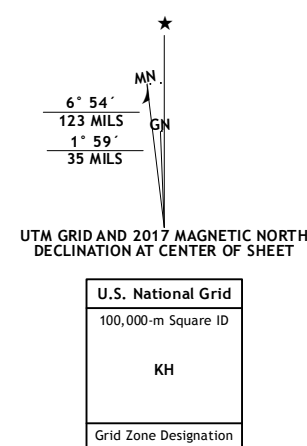 ★
MN
6° 54´
123 MILS
GN
1° 59´
35 MILS
UTM GRID AND 2017 MAGNETIC NORTH
DECLINATION AT CENTER OF SHEET
U.S. National Grid
100,000-m Square ID
KH
Grid Zone Designation